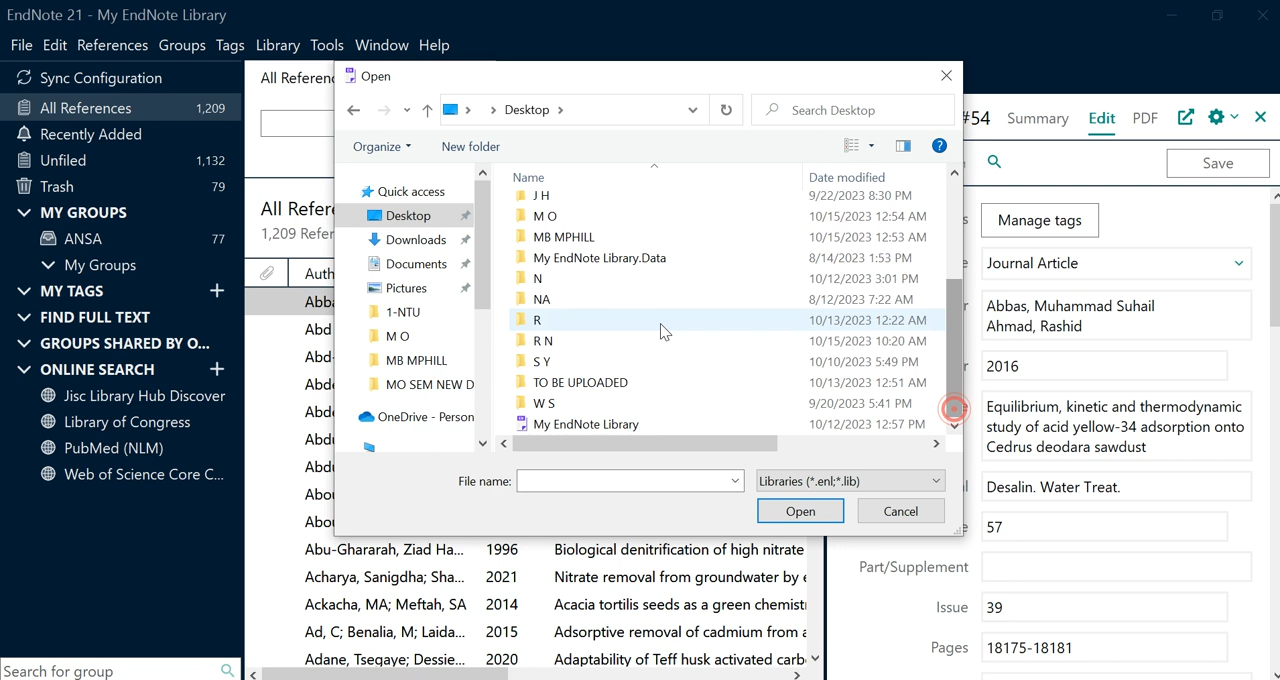 EndNote 21 - My EndNote Library
File Edit References Groups Tags Library Tools Window Help
Sync Configuration
All References 1,209
Recently Added
Unfiled 1,132
Trash 79
MY GROUPS
ANSA 77
My Groups
MY TAGS +
FIND FULL TEXT
GROUPS SHARED BY O...
ONLINE SEARCH +
Jisc Library Hub Discover
Library of Congress
PubMed (NLM)
Web of Science Core C...
Search for group
All Referen
All Refere
1,209 Refer
Auth
Abba
Abd
Abd-
Abde
Abdu
Abdu
Abdu
Abou
Abou
Abu-Ghararah, Ziad Ha... 1996 Biological denitrification of high nitrate
Acharya, Sanigdha; Sha... 2021 Nitrate removal from groundwater by e
Ackacha, MA; Meftah, SA 2014 Acacia tortilis seeds as a green chemist
Ad, C; Benalia, M; Laida... 2015 Adsorptive removal of cadmium from a
Adane, Tsegaye; Dessie... 2020 Adaptability of Teff husk activated carb
Open
Desktop
Search Desktop
Organize New folder
Quick access
Desktop
Downloads
Documents
Pictures
1-NTU
M O
MB MPHILL
MO SEM NEW D
OneDrive - Person
Name Date modified
J H 9/22/2023 8:30 PM
M O 10/15/2023 12:54 AM
MB MPHILL 10/15/2023 12:53 AM
My EndNote Library.Data 8/14/2023 1:53 PM
N 10/12/2023 3:01 PM
NA 8/12/2023 7:22 AM
R 10/13/2023 12:22 AM
R N 10/15/2023 10:20 AM
S Y 10/10/2023 5:49 PM
TO BE UPLOADED 10/13/2023 12:51 AM
W S 9/20/2023 5:41 PM
My EndNote Library 10/12/2023 12:57 PM
File name: Libraries (*.enl;*.lib)
Open Cancel
#54 Summary Edit PDF
Save
Manage tags
Journal Article
Abbas, Muhammad Suhail
Ahmad, Rashid
2016
Equilibrium, kinetic and thermodynamic
study of acid yellow-34 adsorption onto
Cedrus deodara sawdust
Desalin. Water Treat.
57
Part/Supplement
Issue 39
Pages 18175-18181